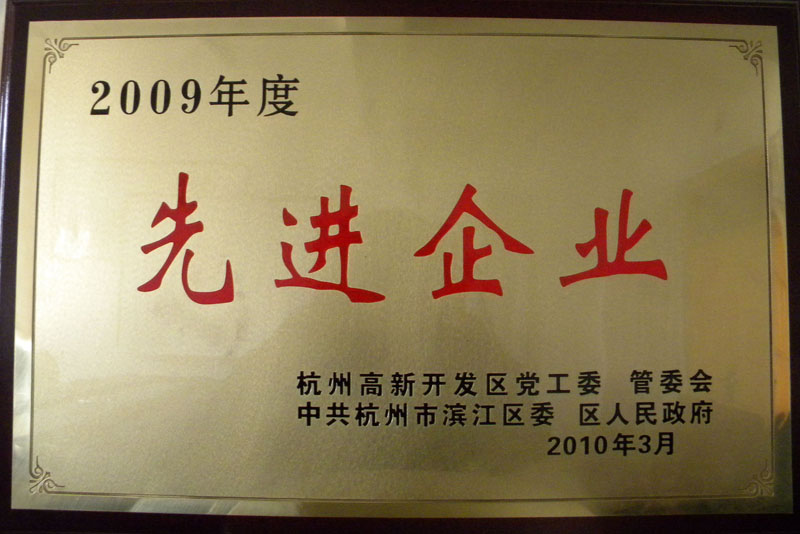 2009年度
先进企业
杭州高新开发区党工委 管委会
中共杭州市滨江区委 区人民政府
2010年3月